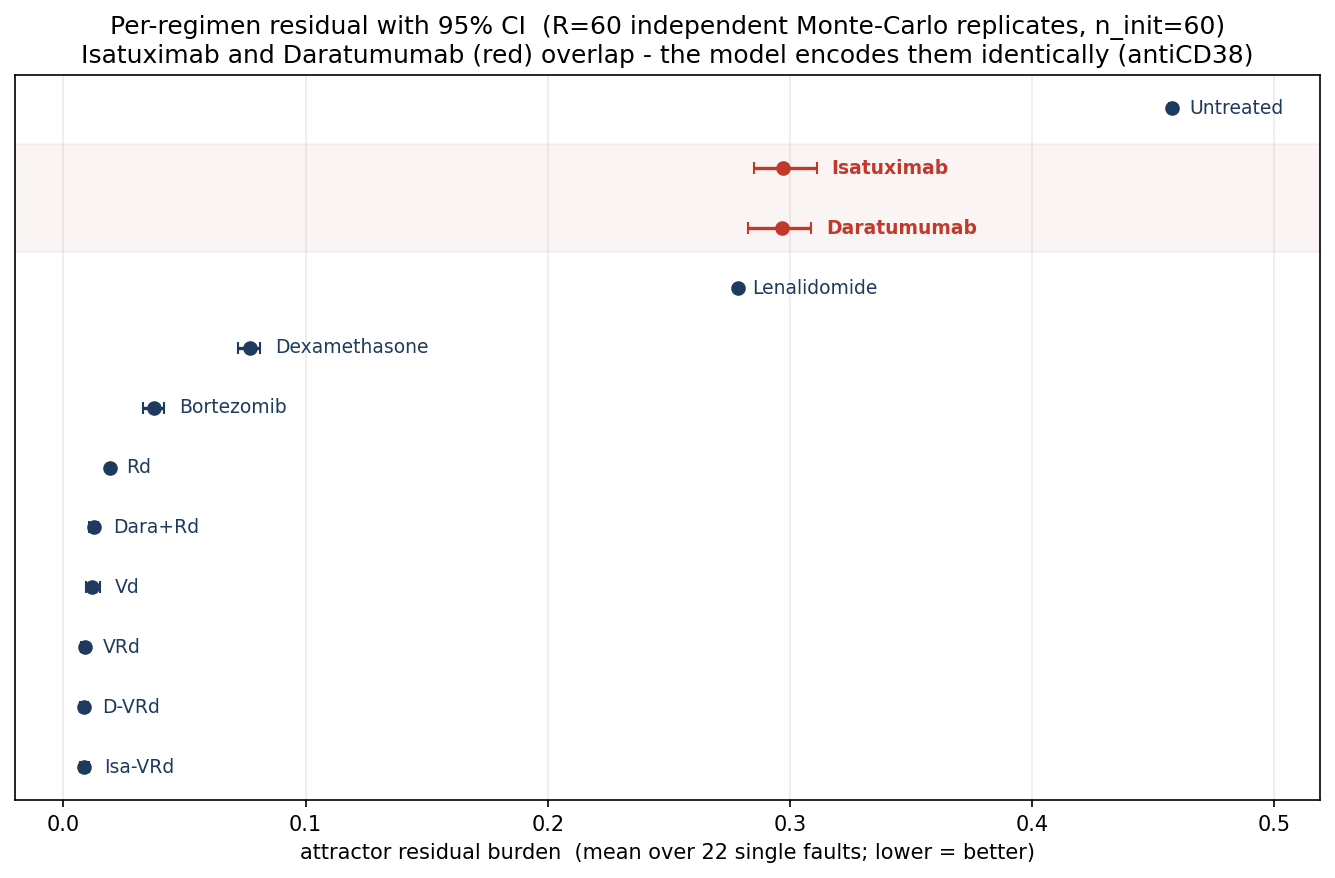 Per-regimen residual with 95% CI  (R=60 independent Monte-Carlo replicates, n_init=60)
Isatuximab and Daratumumab (red) overlap - the model encodes them identically (antiCD38)
Untreated
Isatuximab
Daratumumab
Lenalidomide
Dexamethasone
Bortezomib
Rd
Dara+Rd
Vd
VRd
D-VRd
Isa-VRd
0.0 0.1 0.2 0.3 0.4 0.5
attractor residual burden  (mean over 22 single faults; lower = better)